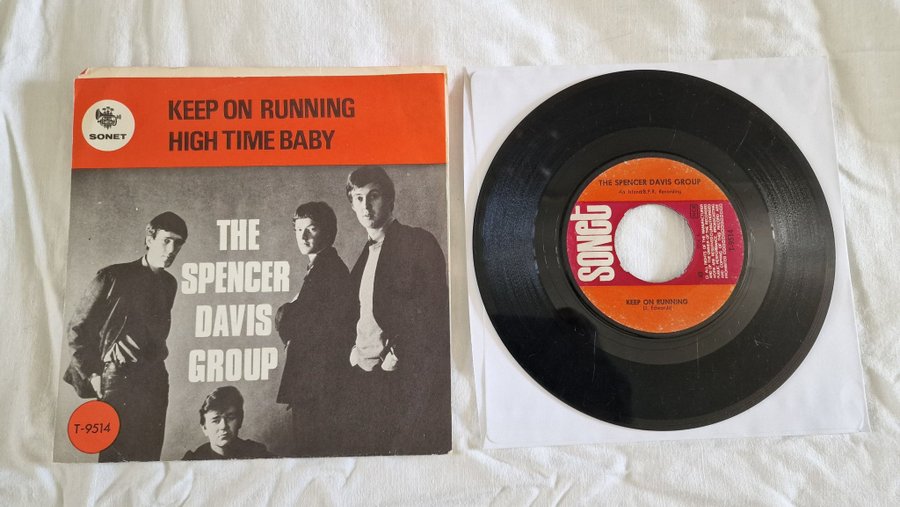 SONET
KEEP ON RUNNING
HIGH TIME BABY
THE
SPENCER
DAVIS
GROUP
T-9514
THE SPENCER DAVIS GROUP
sonet
T-9514
KEEP ON RUNNING